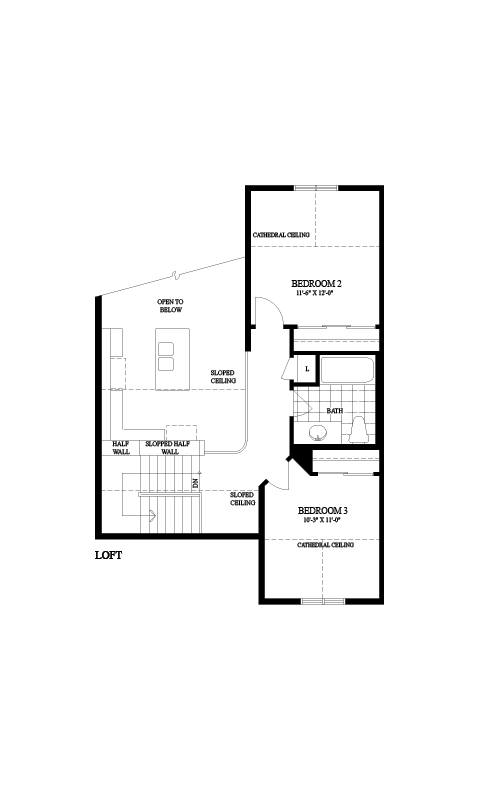 CATHEDRAL CEILING
BEDROOM 2
11'-6" X 12'-0"
OPEN TO
BELOW
SLOPED
CEILING
L
BATH
HALF
WALL
SLOPPED HALF
WALL
DN
SLOPED
CEILING
BEDROOM 3
10'-3" X 11'-0"
CATHEDRAL CEILING
LOFT